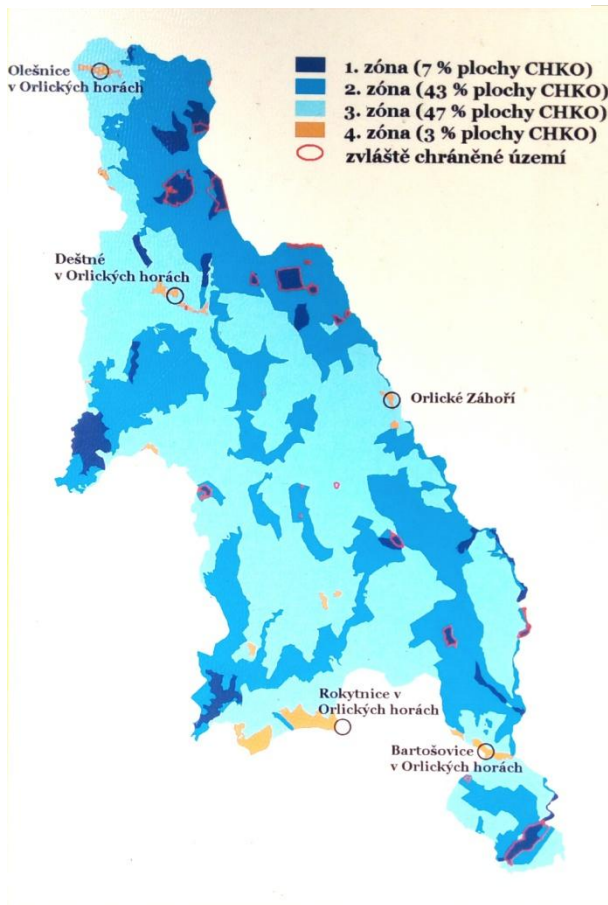 1. zóna (7 % plochy CHKO)
2. zóna (43 % plochy CHKO)
3. zóna (47 % plochy CHKO)
4. zóna (3 % plochy CHKO)
zvláště chráněné území
Olešnice
v Orlických horách
Deštné
v Orlických horách
Orlické Záhoří
Rokytnice v
Orlických horách
Bartošovice
v Orlických horách